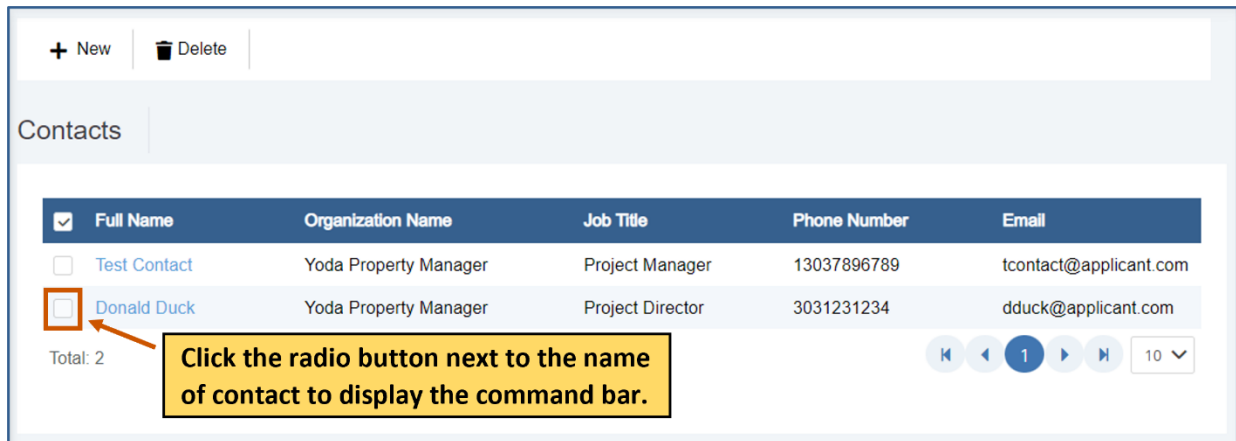 New Delete
Contacts
Full Name Organization Name Job Title Phone Number Email
Test Contact Yoda Property Manager Project Manager 13037896789 tcontact@applicant.com
Donald Duck Yoda Property Manager Project Director 3031231234 dduck@applicant.com
Total: 2 1 10
Click the radio button next to the name
of contact to display the command bar.